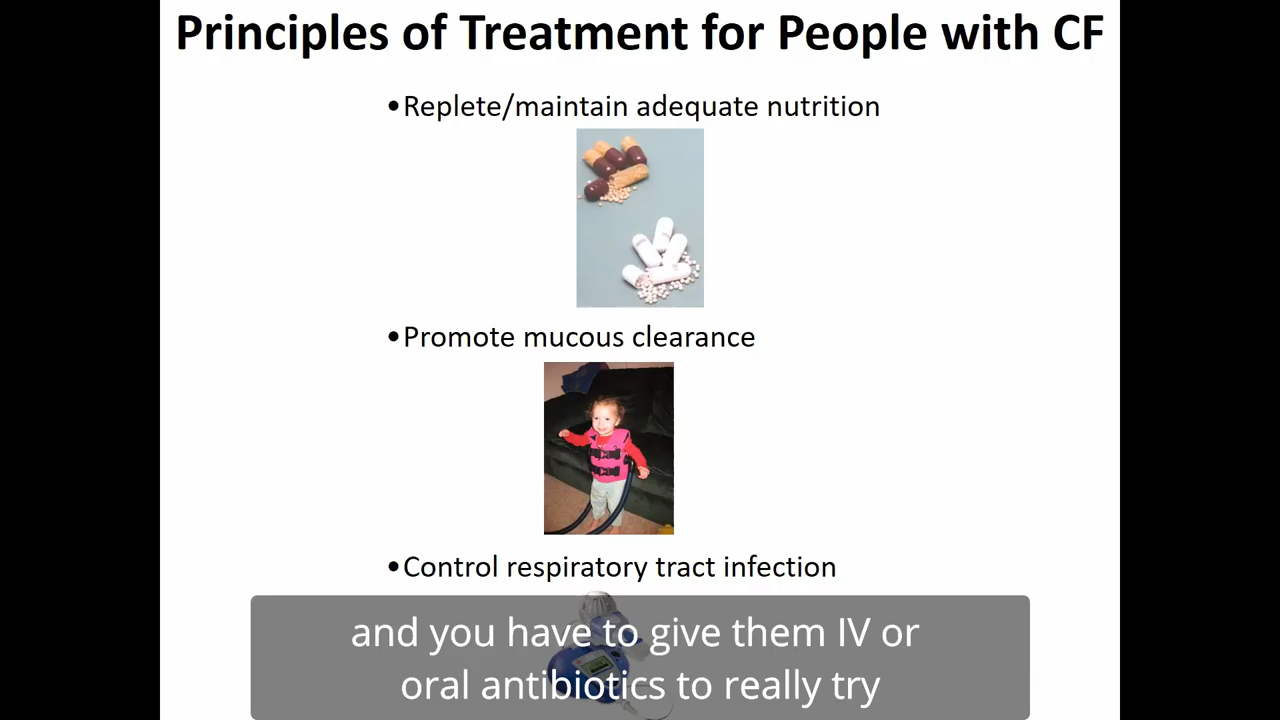 Principles of Treatment for People with CF
•Replete/maintain adequate nutrition
•Promote mucous clearance
•Control respiratory tract infection
and you have to give them IV or
oral antibiotics to really try